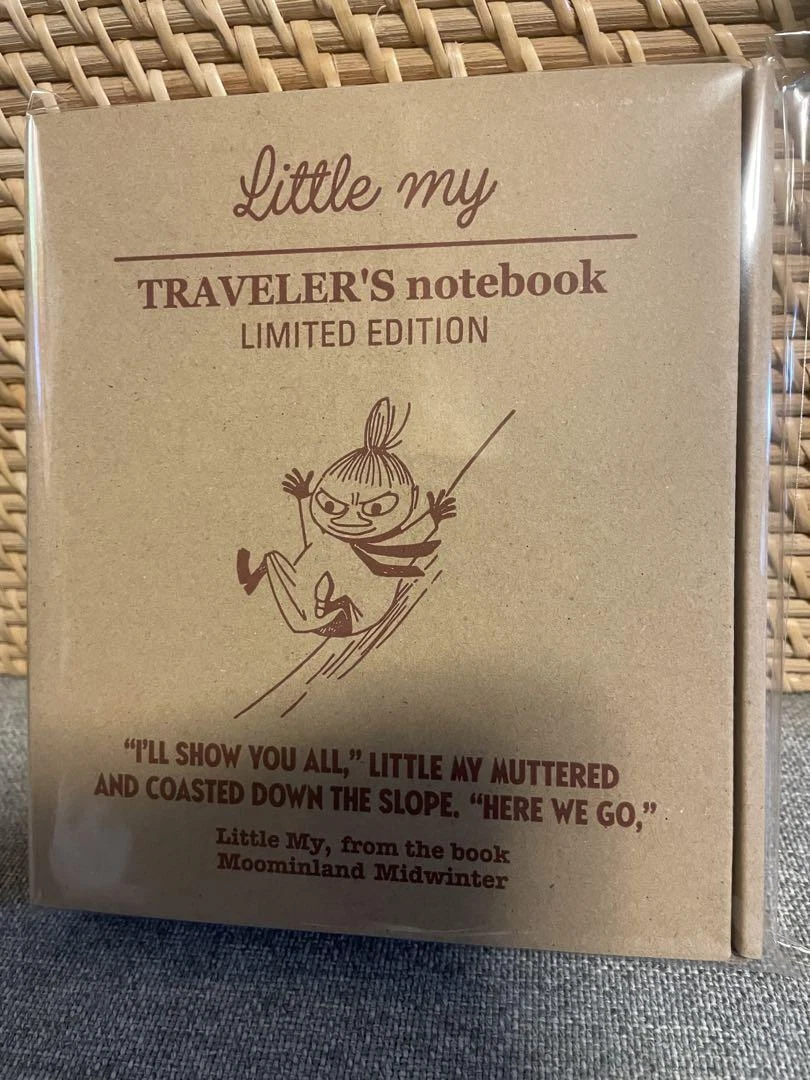 Little my
TRAVELER'S notebook
LIMITED EDITION
“I'LL SHOW YOU ALL,” LITTLE MY MUTTERED
AND COASTED DOWN THE SLOPE. “HERE WE GO,”
Little My, from the book
Moominland Midwinter